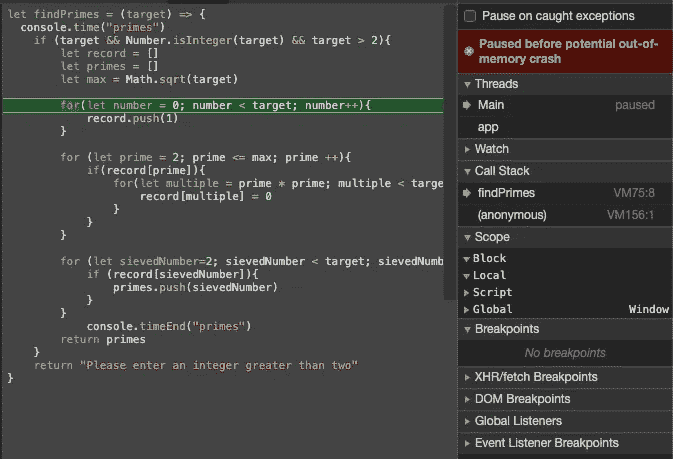 let findPrimes = (target) => {
console.time("primes")
if (target && Number.isInteger(target) && target > 2){
let record = []
let primes = []
let max = Math.sqrt(target)
for(let number = 0; number < target; number++){
record.push(1)
}
for (let prime = 2; prime <= max; prime ++){
if(record[prime]){
for(let multiple = prime * prime; multiple < targe
record[multiple] = 0
}
}
}
for (let sievedNumber=2; sievedNumber < target; sievedNum
if (record[sievedNumber]){
primes.push(sievedNumber)
}
}
console.timeEnd("primes")
return primes
}
return "Please enter an integer greater than two"
}
Pause on caught exceptions
Paused before potential out-of-
memory crash
Threads
Main paused
app
Watch
Call Stack
findPrimes VM75:8
(anonymous) VM156:1
Scope
Block
Local
Script
Global Window
Breakpoints
No breakpoints
XHR/fetch Breakpoints
DOM Breakpoints
Global Listeners
Event Listener Breakpoints